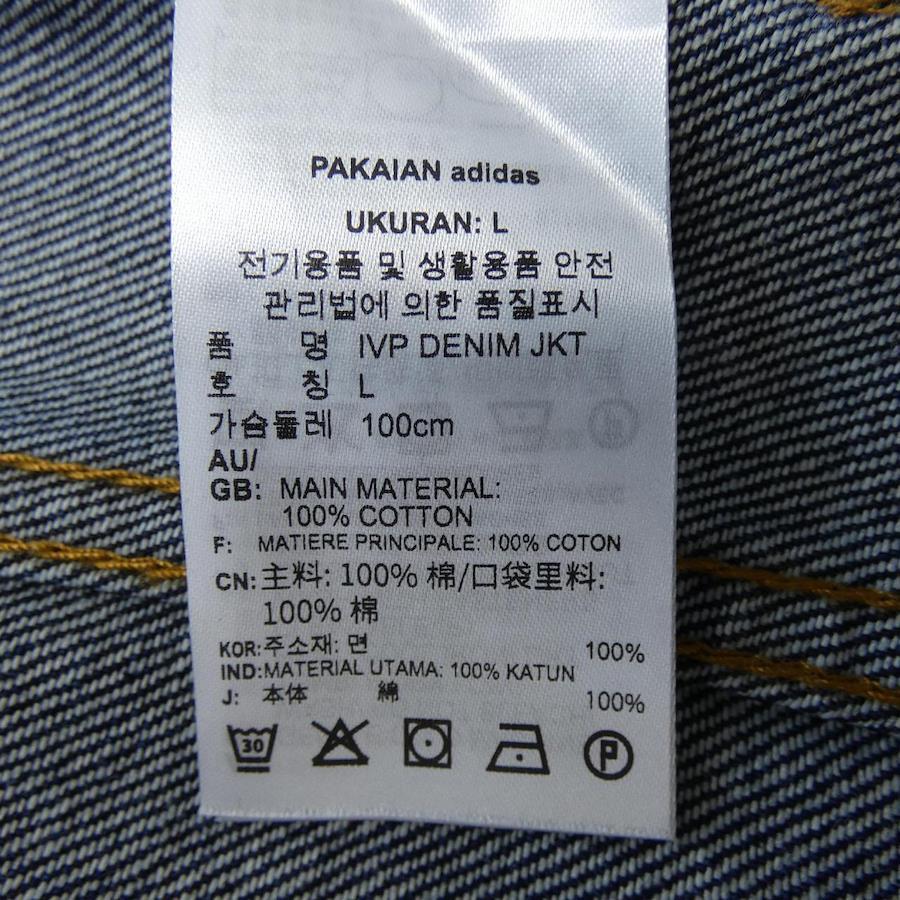 PAKAIAN adidas
UKURAN: L
전기용품 및 생활용품 안전
관리법에 의한 품질표시
품 명 IVP DENIM JKT
호 칭 L
가슴둘레 100cm
AU/
GB: MAIN MATERIAL:
100% COTTON
F: MATIERE PRINCIPALE: 100% COTON
CN: 主料: 100% 棉/口袋里料:
100% 棉
KOR:주소재: 면 100%
IND:MATERIAL UTAMA: 100% KATUN
J: 本体 綿 100%
30 P